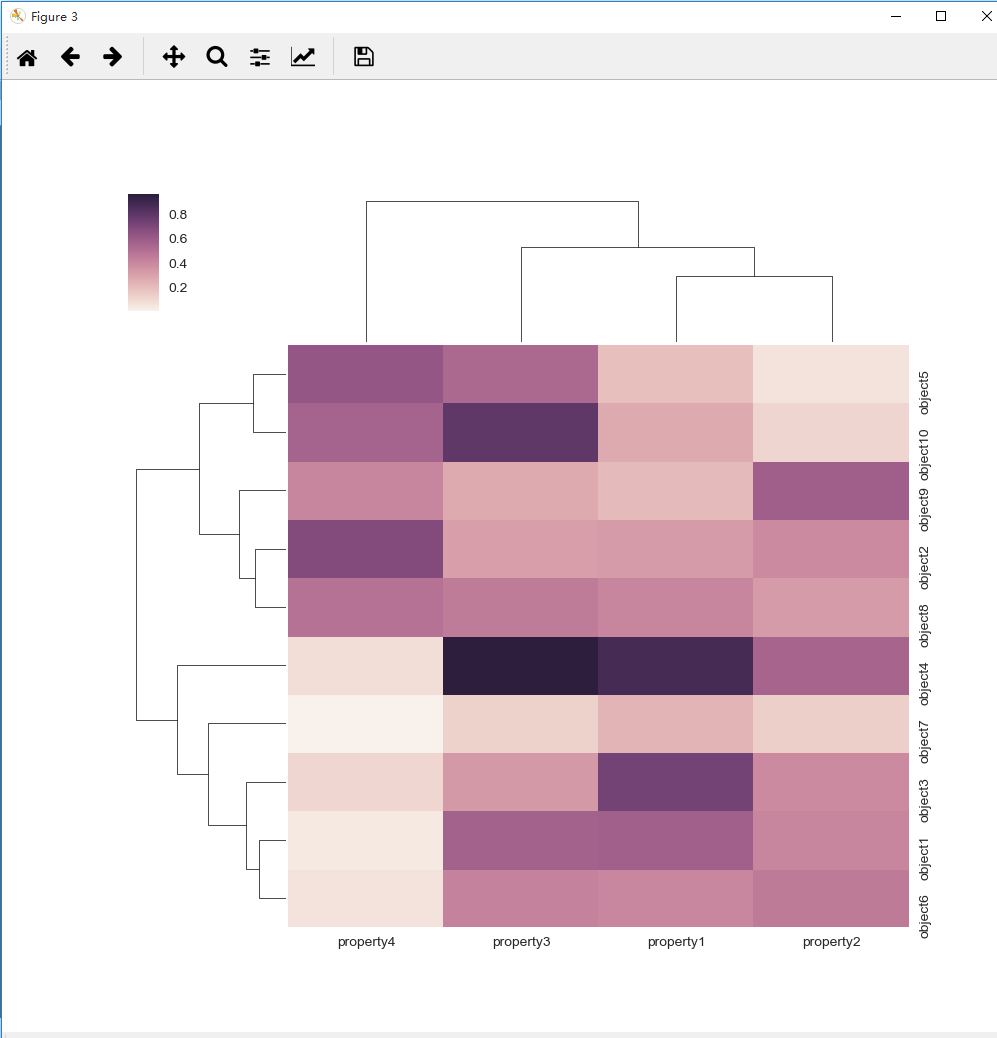 Figure 3
0.8
0.6
0.4
0.2
object5
object10
object9
object2
object8
object4
object7
object3
object1
object6
property4 property3 property1 property2